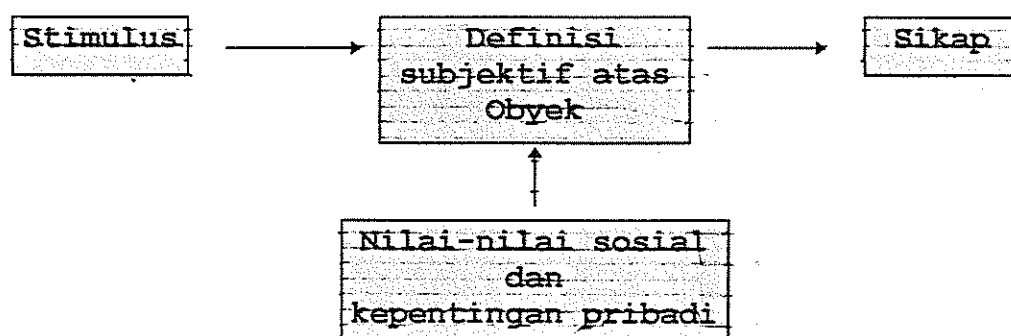 Stimulus
Definisi
subjektif atas
Obyek
Sikap
Nilai-nilai sosial
dan
kepentingan pribadi